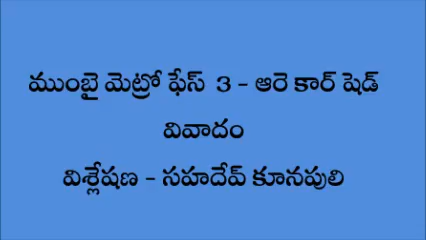 ముంబై మెట్రో ఫేస్ 3 - ఆరె కార్ షెడ్
వివాదం
విశ్లేషణ - సహదేవ్ కూనపులి